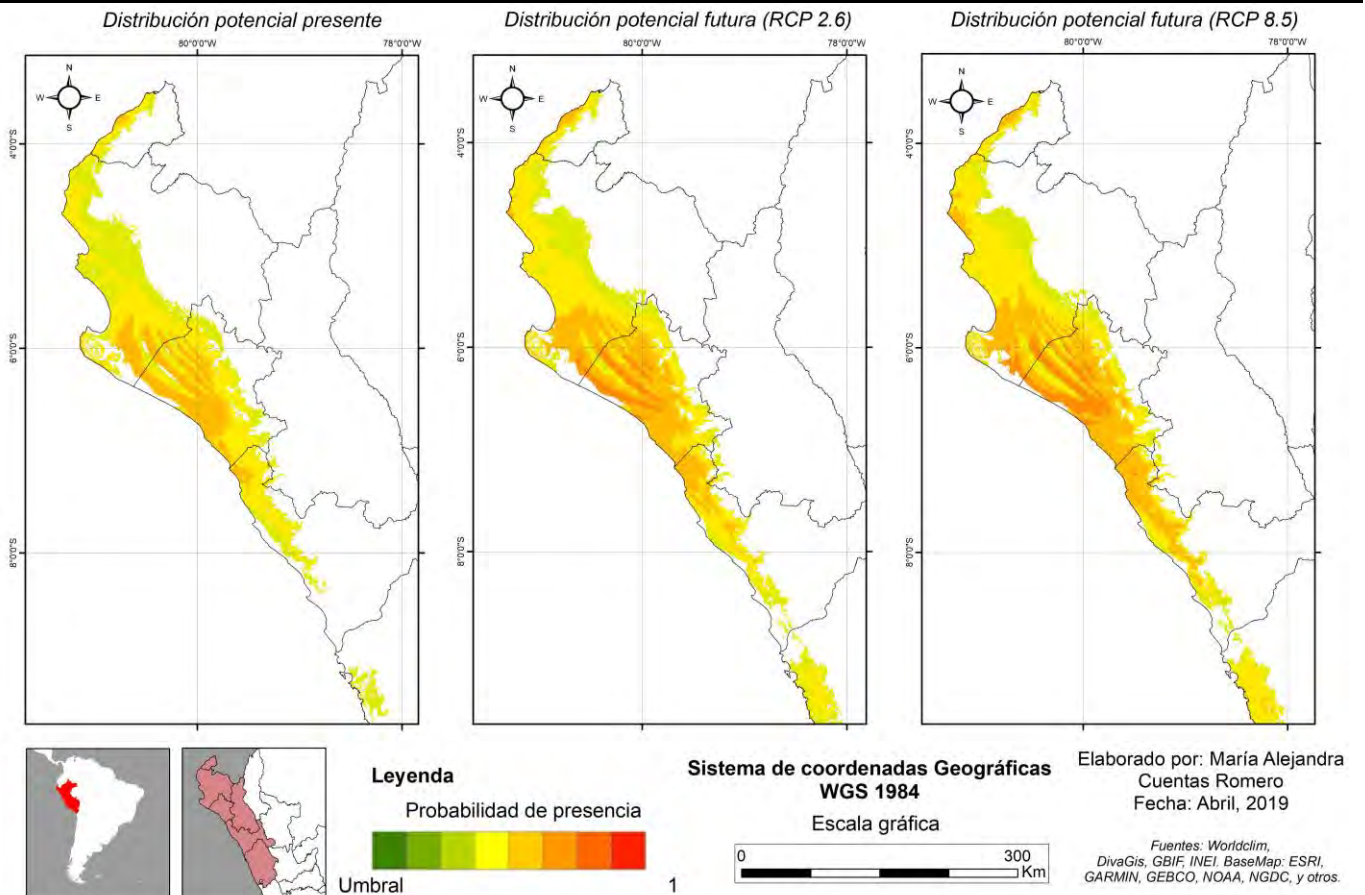 Distribución potencial presente
Distribución potencial futura (RCP 2.6)
Distribución potencial futura (RCP 8.5)
80°0'0"W
78°0'0"W
80°0'0"W
78°0'0"W
80°0'0"W
78°0'0"W
N
W
E
S
N
W
E
S
N
W
E
S
4°0'0"S
6°0'0"S
8°0'0"S
4°0'0"S
6°0'0"S
8°0'0"S
4°0'0"S
6°0'0"S
8°0'0"S
Leyenda
Probabilidad de presencia
Umbral
1
Sistema de coordenadas Geográficas
WGS 1984
Escala gráfica
0
300
Km
Elaborado por: María Alejandra
Cuentas Romero
Fecha: Abril, 2019
Fuentes: Worldclim,
DivaGis, GBIF, INEI. BaseMap: ESRI,
GARMIN, GEBCO, NOAA, NGDC, y otros.